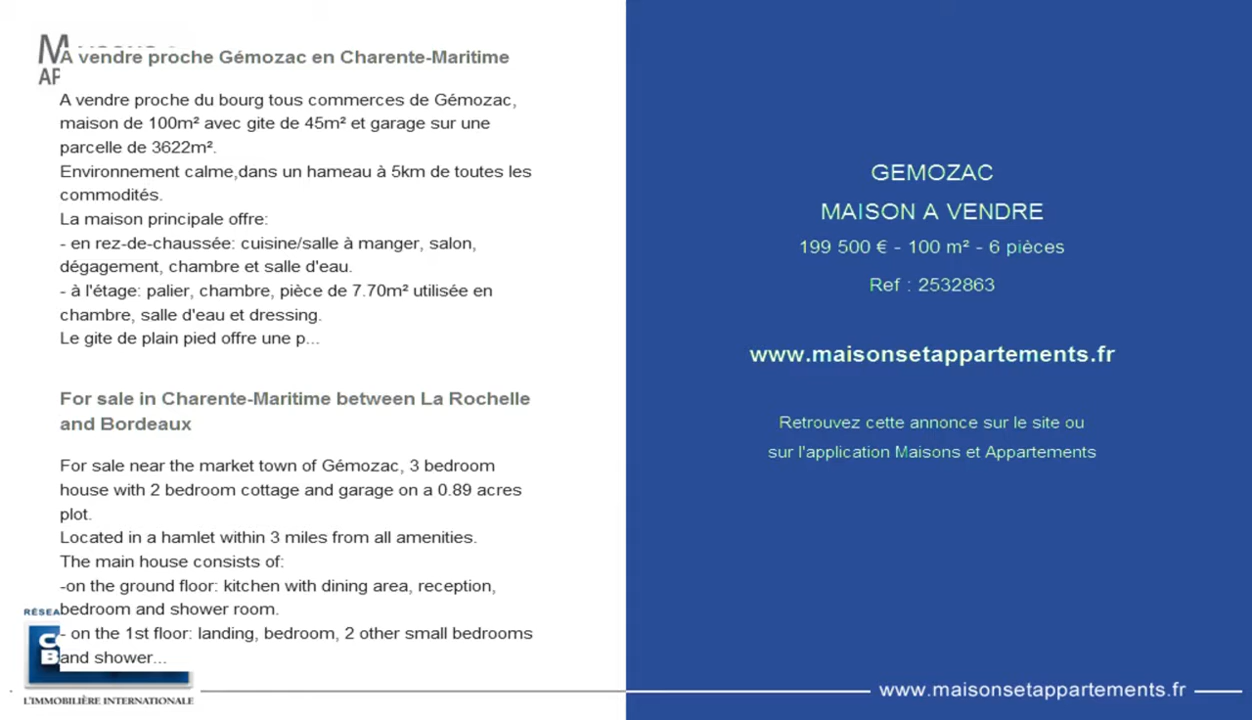 A vendre proche Gémozac en Charente-Maritime
A vendre proche du bourg tous commerces de Gémozac,
maison de 100m² avec gite de 45m² et garage sur une
parcelle de 3622m².
Environnement calme,dans un hameau à 5km de toutes les
commodités.
La maison principale offre:
- en rez-de-chaussée: cuisine/salle à manger, salon,
dégagement, chambre et salle d'eau.
- à l'étage: palier, chambre, pièce de 7.70m² utilisée en
chambre, salle d'eau et dressing.
Le gite de plain pied offre une p...
For sale in Charente-Maritime between La Rochelle
and Bordeaux
For sale near the market town of Gémozac, 3 bedroom
house with 2 bedroom cottage and garage on a 0.89 acres
plot.
Located in a hamlet within 3 miles from all amenities.
The main house consists of:
-on the ground floor: kitchen with dining area, reception,
bedroom and shower room.
- on the 1st floor: landing, bedroom, 2 other small bedrooms
and shower...
L'IMMOBILIÈRE INTERNATIONALE
GEMOZAC
MAISON A VENDRE
199 500 € - 100 m² - 6 pièces
Ref : 2532863
www.maisonsetappartements.fr
Retrouvez cette annonce sur le site ou
sur l'application Maisons et Appartements
www.maisonsetappartements.fr